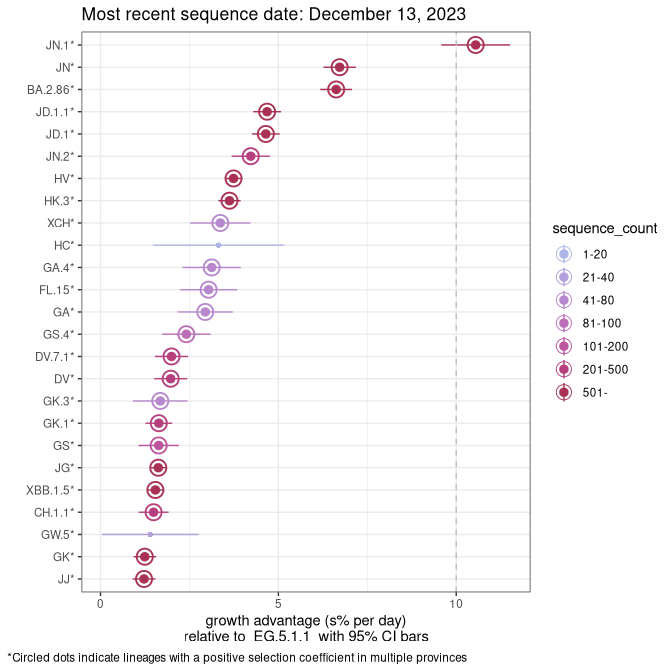 Most recent sequence date: December 13, 2023
JN.1*
JN*
BA.2.86*
JD.1.1*
JD.1*
JN.2*
HV*
HK.3*
XCH*
HC*
GA.4*
FL.15*
GA*
GS.4*
DV.7.1*
DV*
GK.3*
GK.1*
GS*
JG*
XBB.1.5*
CH.1.1*
GW.5*
GK*
JJ*
0 5 10
growth advantage (s% per day)
relative to EG.5.1.1 with 95% CI bars
sequence_count
1-20
21-40
41-80
81-100
101-200
201-500
501-
*Circled dots indicate lineages with a positive selection coefficient in multiple provinces